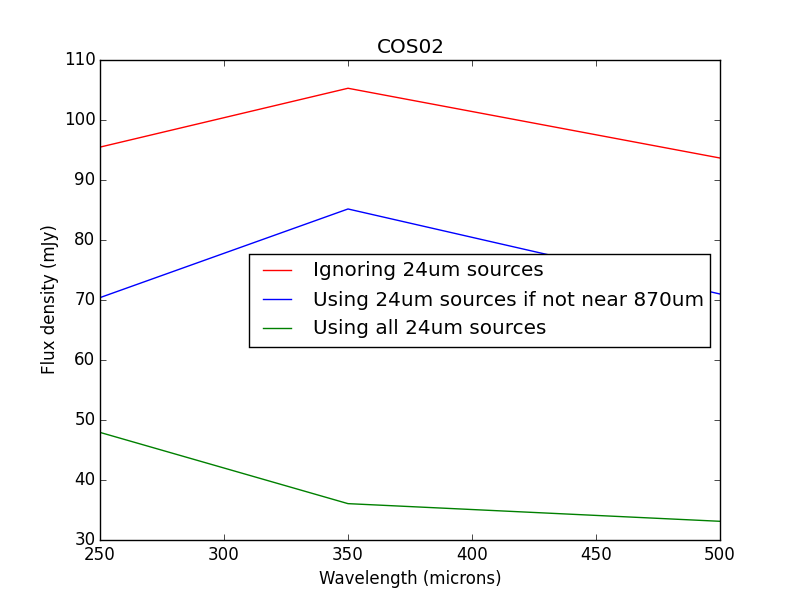 COS02
110
100
90
80
70
60
50
40
30
Flux density (mJy)
Ignoring 24um sources
Using 24um sources if not near 870um
Using all 24um sources
250 300 350 400 450 500
Wavelength (microns)